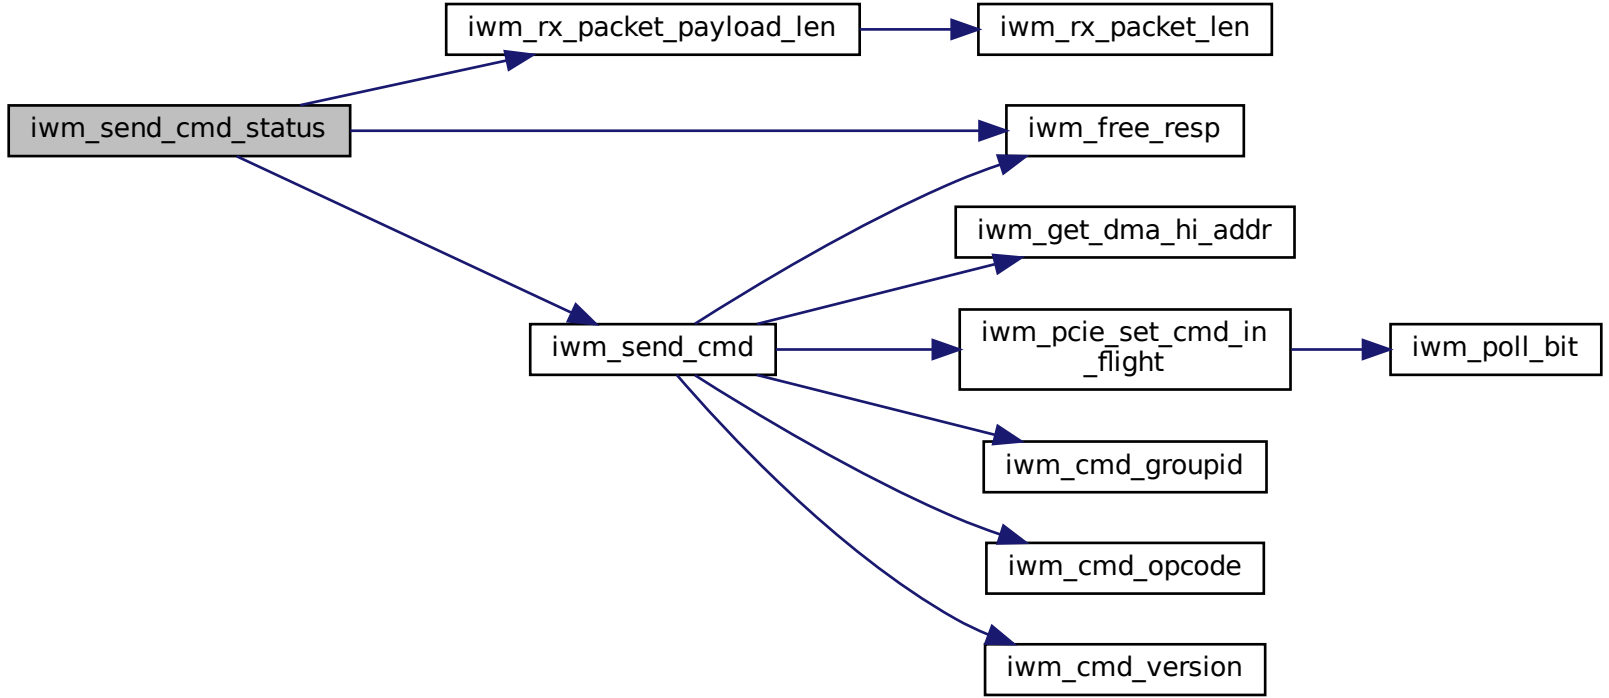 iwm_rx_packet_payload_len
iwm_rx_packet_len
iwm_send_cmd_status
iwm_free_resp
iwm_get_dma_hi_addr
iwm_send_cmd
iwm_pcie_set_cmd_in
_flight
iwm_poll_bit
iwm_cmd_groupid
iwm_cmd_opcode
iwm_cmd_version